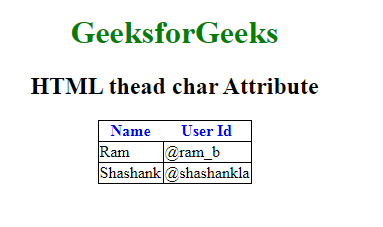 GeeksforGeeks
HTML thead char Attribute
Name User Id
Ram @ram_b
Shashank @shashankla